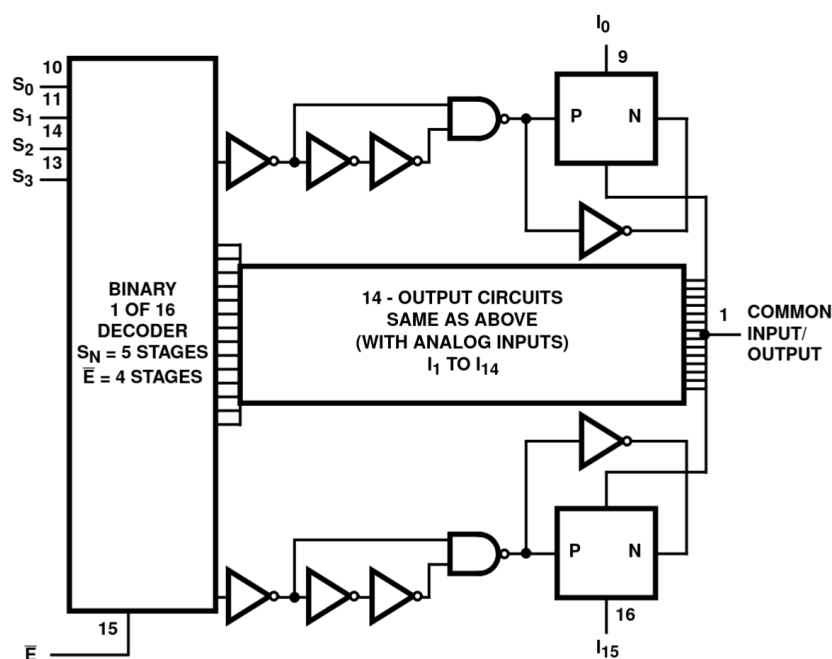 I0
9
10
S0
11
S1
14
S2
13
S3
P N
BINARY
1 OF 16
DECODER
SN = 5 STAGES
E̅ = 4 STAGES
14 - OUTPUT CIRCUITS
SAME AS ABOVE
(WITH ANALOG INPUTS)
I1 TO I14
1
COMMON
INPUT/
OUTPUT
P N
15
E̅
16
I15